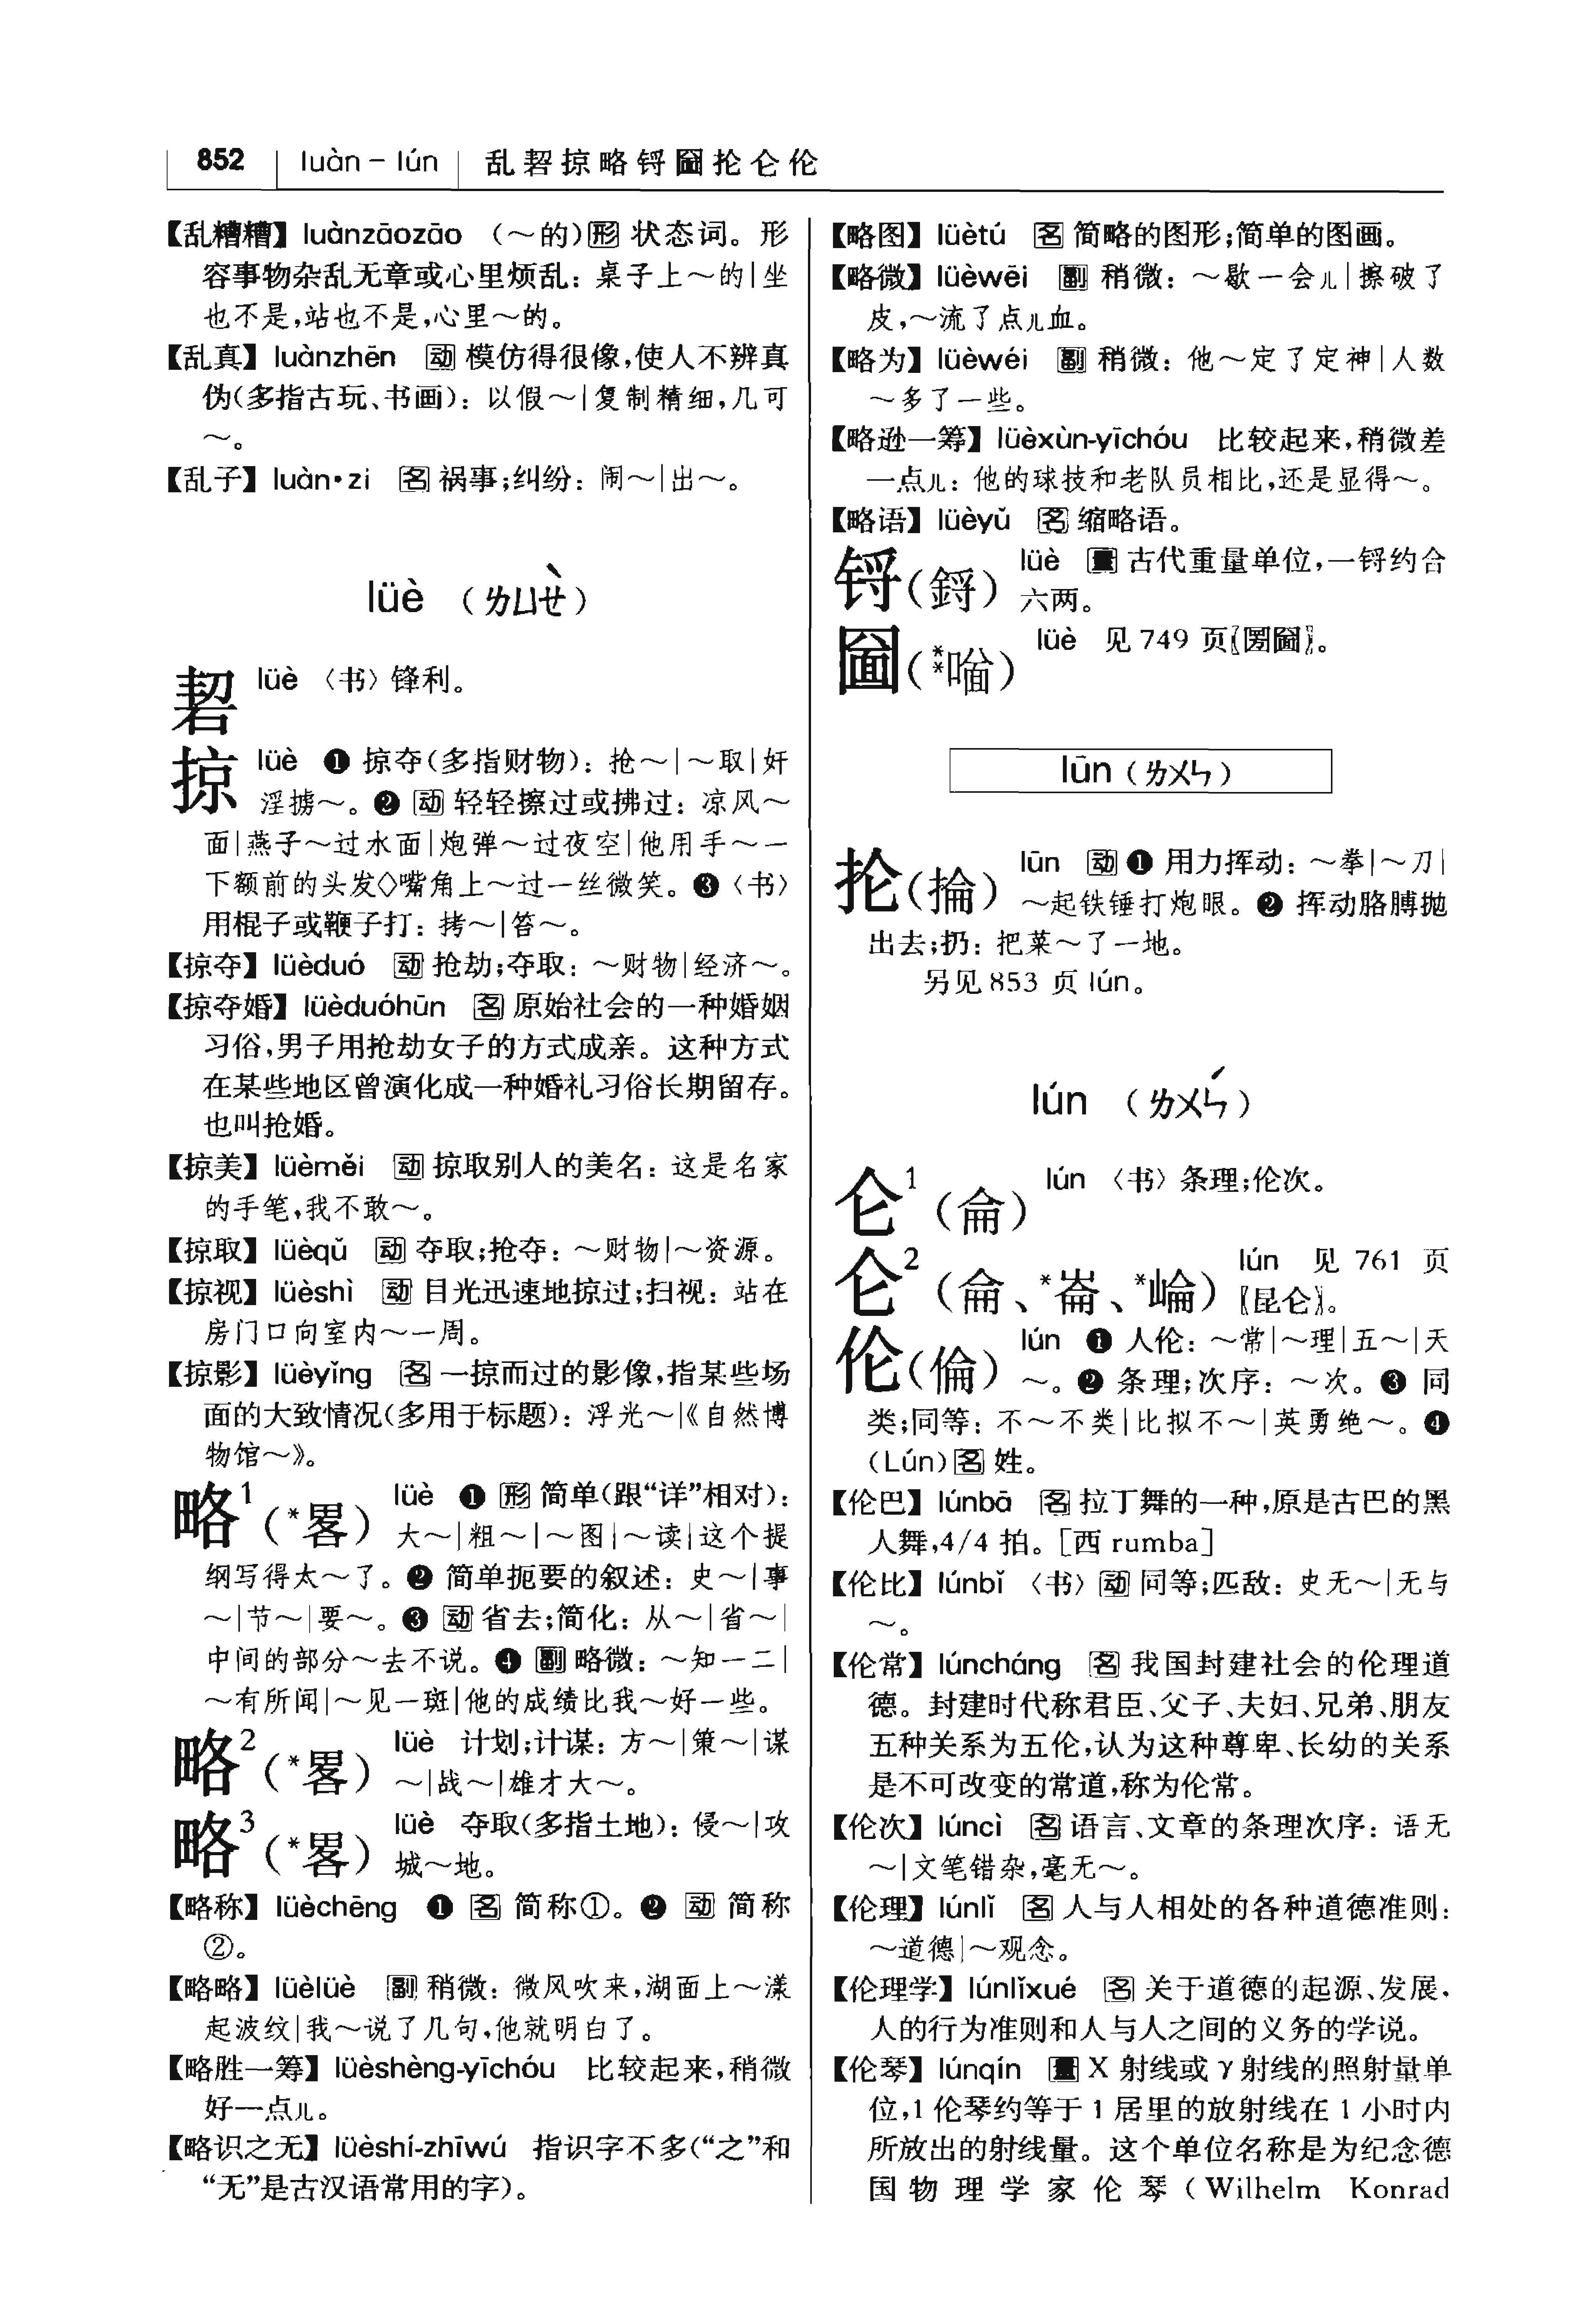 852 luàn – lún 乱䂮掠略锊圙抡仑伦
【乱糟糟】luànzāozāo （～的）形 状态词。形
容事物杂乱无章或心里烦乱：桌子上～的|坐
也不是，站也不是，心里～的。
【乱真】luànzhēn 动 模仿得很像，使人不辨真
伪（多指古玩、书画）：以假～|复制精细，几可
～。
【乱子】luàn•zi 名 祸事；纠纷：闹～|出～。
lüè （ㄌㄩㄝˋ）
䂮 lüè 〈书〉锋利。
掠 lüè ❶ 掠夺（多指财物）：抢～|～取|奸
淫掳～。❷ 动 轻轻擦过或拂过：凉风～
面|燕子～过水面|炮弹～过夜空|他用手～一
下额前的头发◇嘴角上～过一丝微笑。❸〈书〉
用棍子或鞭子打：拷～|笞～。
【掠夺】lüèduó 动 抢劫；夺取：～财物|经济～。
【掠夺婚】lüèduóhūn 名 原始社会的一种婚姻
习俗，男子用抢劫女子的方式成亲。这种方式
在某些地区曾演化成一种婚礼习俗长期留存。
也叫抢婚。
【掠美】lüèměi 动 掠取别人的美名：这是名家
的手笔，我不敢～。
【掠取】lüèqǔ 动 夺取；抢夺：～财物|～资源。
【掠视】lüèshì 动 目光迅速地掠过；扫视：站在
房门口向室内～一周。
【掠影】lüèyǐng 名 一掠而过的影像，指某些场
面的大致情况（多用于标题）：浮光～|《自然博
物馆～》。
略1（*畧） lüè ❶ 形 简单（跟“详”相对）：
大～|粗～|～图|～读|这个提
纲写得太～了。❷ 简单扼要的叙述：史～|事
～|节～|要～。❸ 动 省去；简化：从～|省～|
中间的部分～去不说。❹ 副 略微：～知一二|
～有所闻|～见一斑|他的成绩比我～好一些。
略2（*畧） lüè 计划；计谋：方～|策～|谋
～|战～|雄才大～。
略3（*畧） lüè 夺取（多指土地）：侵～|攻
城～地。
【略称】lüèchēng ❶ 名 简称①。❷ 动 简称
②。
【略略】lüèlüè 副 稍微：微风吹来，湖面上～漾
起波纹|我～说了几句，他就明白了。
【略胜一筹】lüèshèng-yīchóu 比较起来，稍微
好一点儿。
【略识之无】lüèshí-zhīwú 指识字不多（“之”和
“无”是古汉语常用的字）。
【略图】lüètú 名 简略的图形；简单的图画。
【略微】lüèwēi 副 稍微：～歇一会儿|擦破了
皮，～流了点儿血。
【略为】lüèwéi 副 稍微：他～定了定神|人数
～多了一些。
【略逊一筹】lüèxùn-yīchóu 比较起来，稍微差
一点儿：他的球技和老队员相比，还是显得～。
【略语】lüèyǔ 名 缩略语。
锊（鋝） lüè 量 古代重量单位，一锊约合
六两。
圙（**㖮） lüè 见 749 页〖圐圙〗。
lūn（ㄌㄨㄣ）
抡（掄） lūn 动 ❶ 用力挥动：～拳|～刀|
～起铁锤打炮眼。❷ 挥动胳膊抛
出去；扔：把菜～了一地。
另见 853 页 lún。
lún （ㄌㄨㄣˊ）
仑1（侖） lún 〈书〉条理；伦次。
仑2（侖、*崙、*崘） lún 见 761 页
〖昆仑〗。
伦（倫） lún ❶ 人伦：～常|～理|五～|天
～。❷ 条理；次序：～次。❸ 同
类；同等：不～不类|比拟不～|英勇绝～。❹
（Lún）名 姓。
【伦巴】lúnbā 名 拉丁舞的一种，原是古巴的黑
人舞，4/4 拍。［西 rumba］
【伦比】lúnbǐ 〈书〉动 同等；匹敌：史无～|无与
～。
【伦常】lúncháng 名 我国封建社会的伦理道
德。封建时代称君臣、父子、夫妇、兄弟、朋友
五种关系为五伦，认为这种尊卑、长幼的关系
是不可改变的常道，称为伦常。
【伦次】lúncì 名 语言、文章的条理次序：语无
～|文笔错杂，毫无～。
【伦理】lúnlǐ 名 人与人相处的各种道德准则：
～道德|～观念。
【伦理学】lúnlǐxué 名 关于道德的起源、发展，
人的行为准则和人与人之间的义务的学说。
【伦琴】lúnqín 量 X 射线或 γ 射线的照射量单
位，1 伦琴约等于 1 居里的放射线在 1 小时内
所放出的射线量。这个单位名称是为纪念德
国物理学家伦琴（Wilhelm Konrad